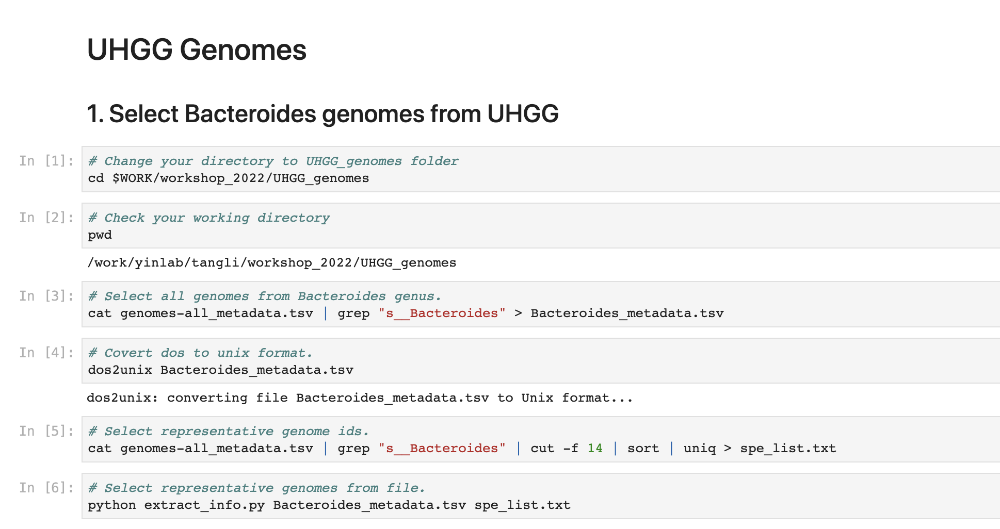 UHGG Genomes
1. Select Bacteroides genomes from UHGG
In [1]: # Change your directory to UHGG_genomes folder
cd $WORK/workshop_2022/UHGG_genomes
In [2]: # Check your working directory
pwd
/work/yinlab/tangli/workshop_2022/UHGG_genomes
In [3]: # Select all genomes from Bacteroides genus.
cat genomes-all_metadata.tsv | grep "s__Bacteroides" > Bacteroides_metadata.tsv
In [4]: # Covert dos to unix format.
dos2unix Bacteroides_metadata.tsv
dos2unix: converting file Bacteroides_metadata.tsv to Unix format...
In [5]: # Select representative genome ids.
cat genomes-all_metadata.tsv | grep "s__Bacteroides" | cut -f 14 | sort | uniq > spe_list.txt
In [6]: # Select representative genomes from file.
python extract_info.py Bacteroides_metadata.tsv spe_list.txt